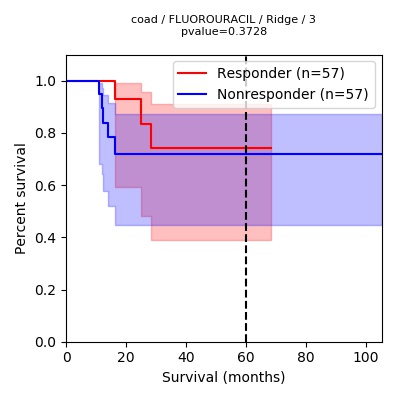 coad / FLUOROURACIL / Ridge / 3
pvalue=0.3728
Responder (n=57)
Nonresponder (n=57)
Percent survival
1.0
0.8
0.6
0.4
0.2
0.0
0 20 40 60 80 100
Survival (months)